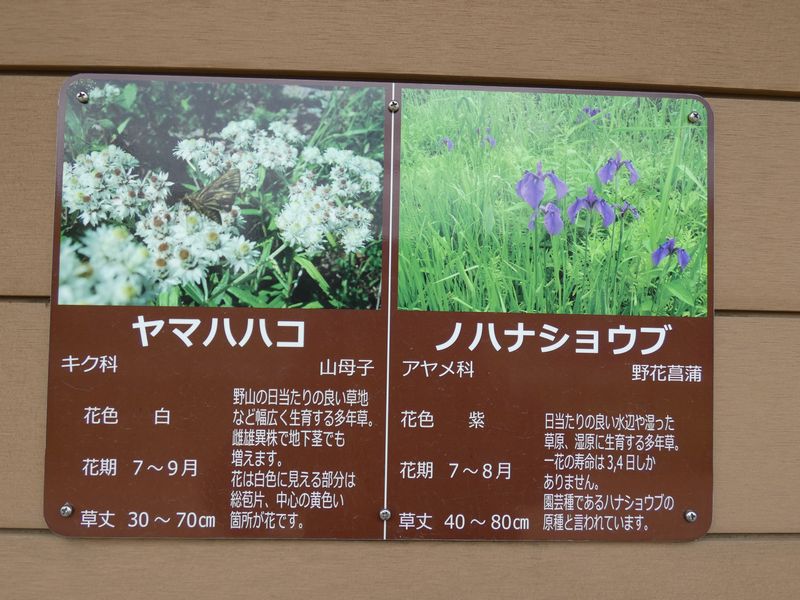 ヤマハハコ
キク科 山母子
花色 白
花期 7～9月
草丈 30～70㎝
野山の日当たりの良い草地
など幅広く生育する多年草。
雌雄異株で地下茎でも
増えます。
花は白色に見える部分は
総苞片、中心の黄色い
箇所が花です。
ノハナショウブ
アヤメ科 野花菖蒲
花色 紫
花期 7～8月
草丈 40～80㎝
日当たりの良い水辺や湿った
草原、湿原に生育する多年草。
一花の寿命は3,4日しか
ありません。
園芸種であるハナショウブの
原種と言われています。